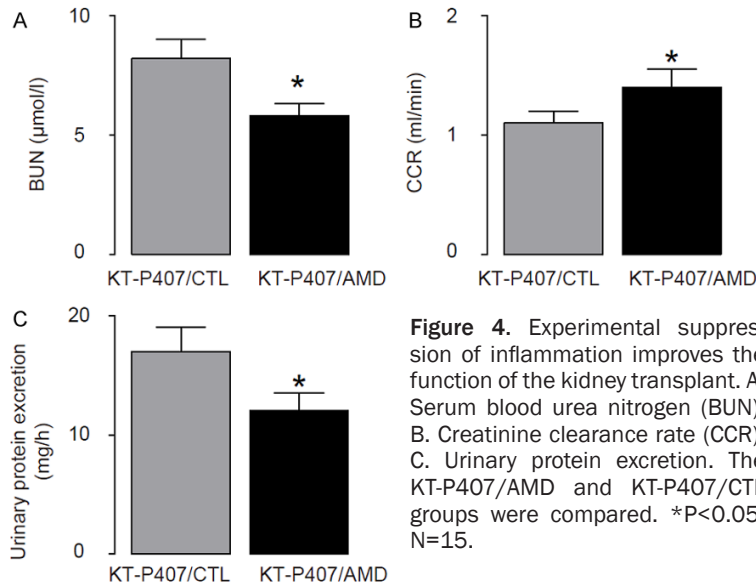 A
10
5
0
BUN (µmol/l)
KT-P407/CTL KT-P407/AMD
*
B
2
1
0
CCR (ml/min)
KT-P407/CTL KT-P407/AMD
*
C
20
10
0
Urinary protein excretion
(mg/h)
KT-P407/CTL KT-P407/AMD
*
Figure 4. Experimental suppres
sion of inflammation improves the
function of the kidney transplant. A
Serum blood urea nitrogen (BUN)
B. Creatinine clearance rate (CCR)
C. Urinary protein excretion. The
KT-P407/AMD and KT-P407/CTL
groups were compared. *P<0.05
N=15.